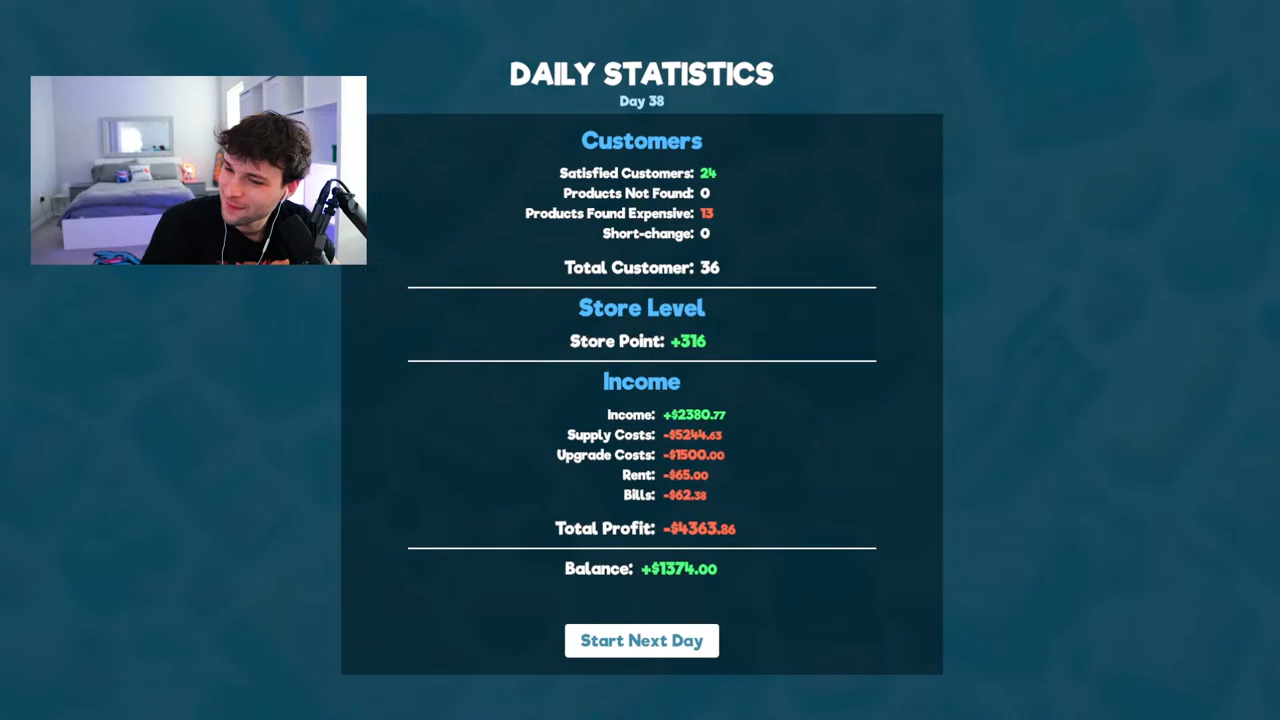 DAILY STATISTICS
Day 38
Customers
Satisfied Customers: 24
Products Not Found: 0
Products Found Expensive: 13
Short-change: 0
Total Customer: 36
Store Level
Store Point: +316
Income
Income: +$2380.77
Supply Costs: -$5244.63
Upgrade Costs: -$1500.00
Rent: -$65.00
Bills: -$62.38
Total Profit: -$4363.86
Balance: +$1374.00
Start Next Day